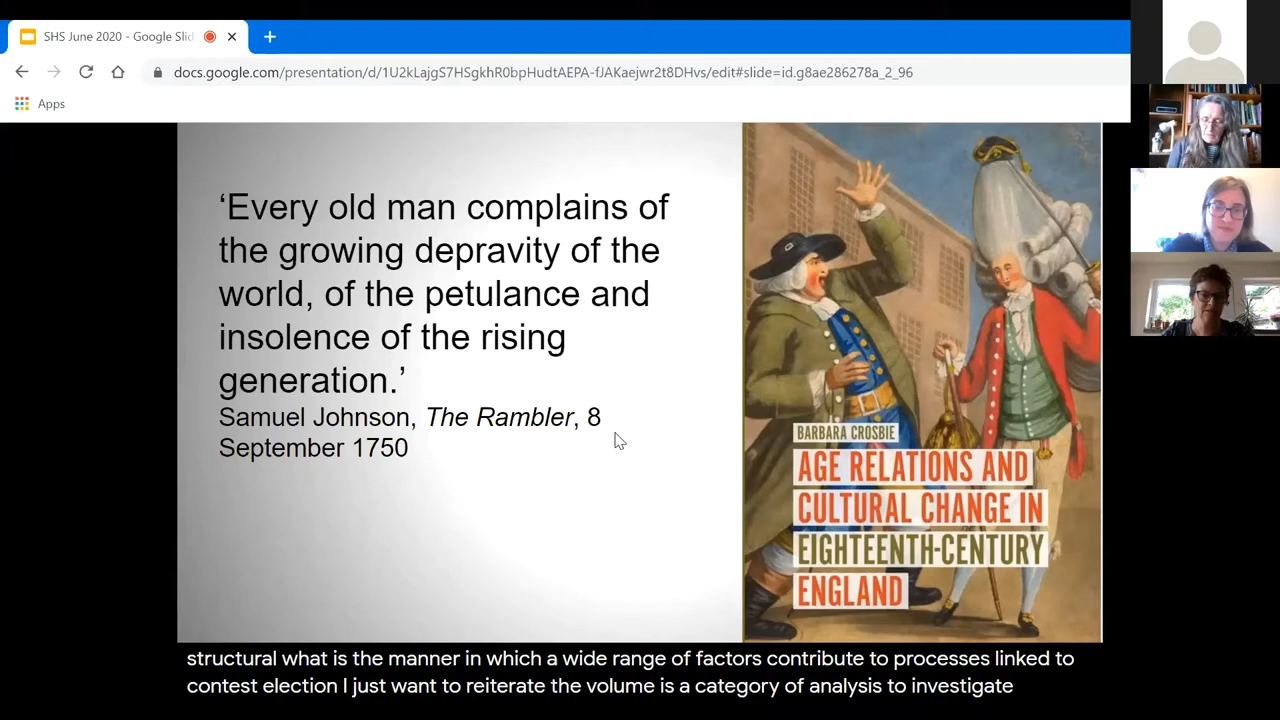 SHS June 2020 - Google Slid
docs.google.com/presentation/d/1U2kLajgS7HSgkhR0bpHudtAEPA-fJAKaejwr2t8DHvs/edit#slide=id.g8ae286278a_2_96
Apps
‘Every old man complains of
the growing depravity of the
world, of the petulance and
insolence of the rising
generation.’
Samuel Johnson, The Rambler, 8
September 1750
BARBARA CROSBIE
AGE RELATIONS AND
CULTURAL CHANGE IN
EIGHTEENTH-CENTURY
ENGLAND
structural what is the manner in which a wide range of factors contribute to processes linked to
contest election I just want to reiterate the volume is a category of analysis to investigate